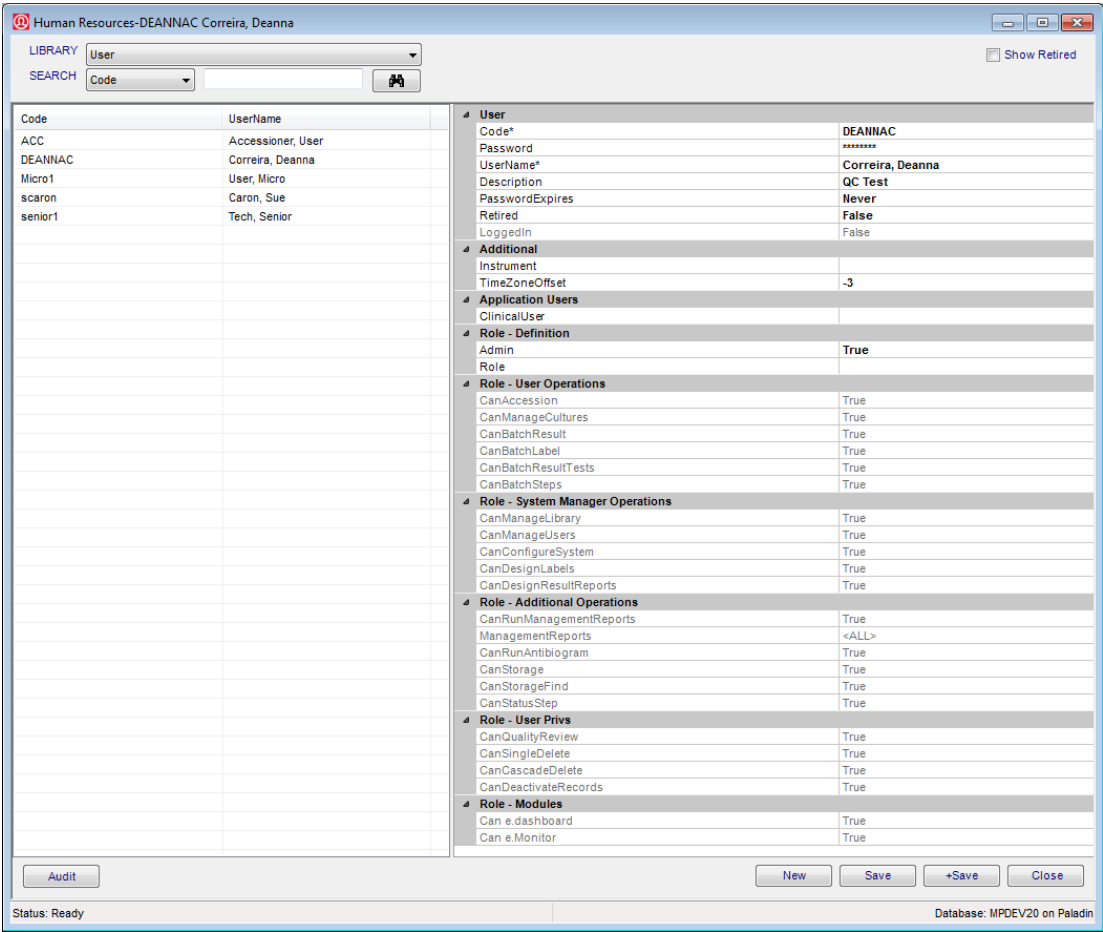 Human Resources-DEANNAC Correira, Deanna
LIBRARY User
Show Retired
SEARCH Code
Code UserName
ACC Accessioner, User
DEANNAC Correira, Deanna
Micro1 User, Micro
scaron Caron, Sue
senior1 Tech, Senior
User
Code* DEANNAC
Password ********
UserName* Correira, Deanna
Description QC Test
PasswordExpires Never
Retired False
LoggedIn False
Additional
Instrument
TimeZoneOffset -3
Application Users
ClinicalUser
Role - Definition
Admin True
Role
Role - User Operations
CanAccession True
CanManageCultures True
CanBatchResult True
CanBatchLabel True
CanBatchResultTests True
CanBatchSteps True
Role - System Manager Operations
CanManageLibrary True
CanManageUsers True
CanConfigureSystem True
CanDesignLabels True
CanDesignResultReports True
Role - Additional Operations
CanRunManagementReports True
ManagementReports <ALL>
CanRunAntibiogram True
CanStorage True
CanStorageFind True
CanStatusStep True
Role - User Privs
CanQualityReview True
CanSingleDelete True
CanCascadeDelete True
CanDeactivateRecords True
Role - Modules
Can e.dashboard True
Can e.Monitor True
Audit New Save +Save Close
Status: Ready Database: MPDEV20 on Paladin